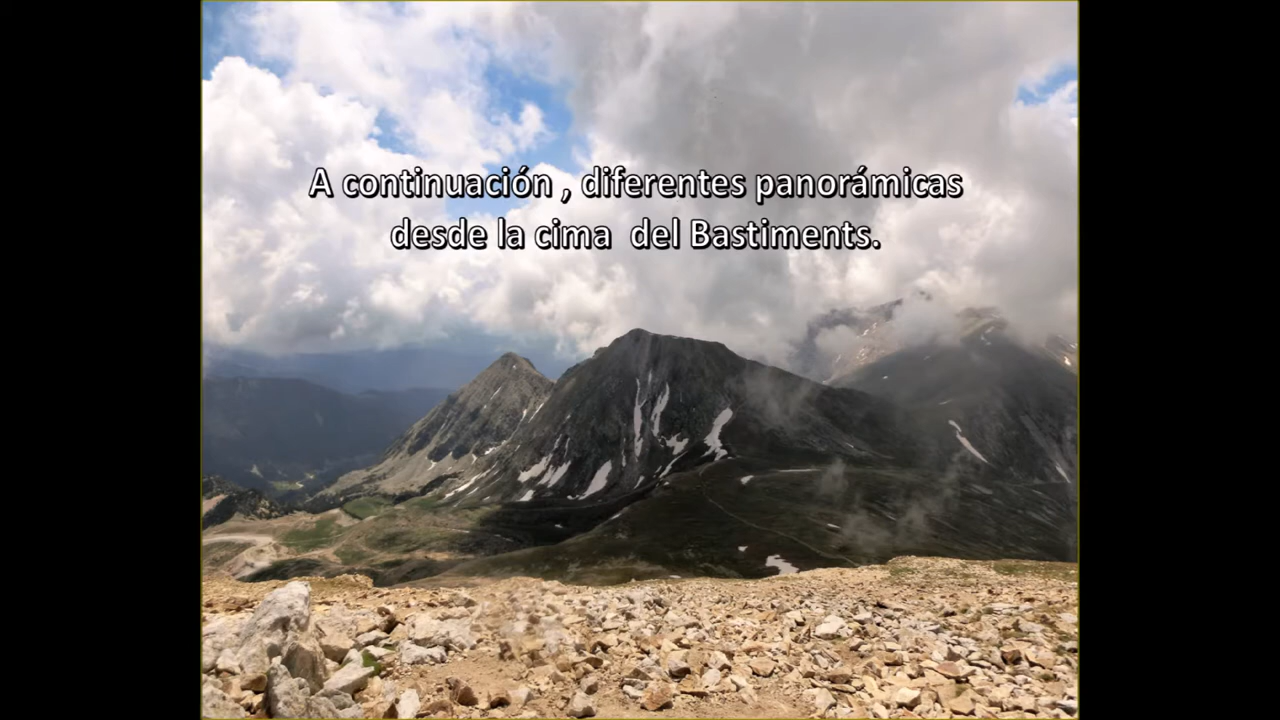 A continuación , diferentes panorámicas
desde la cima  del Bastiments.